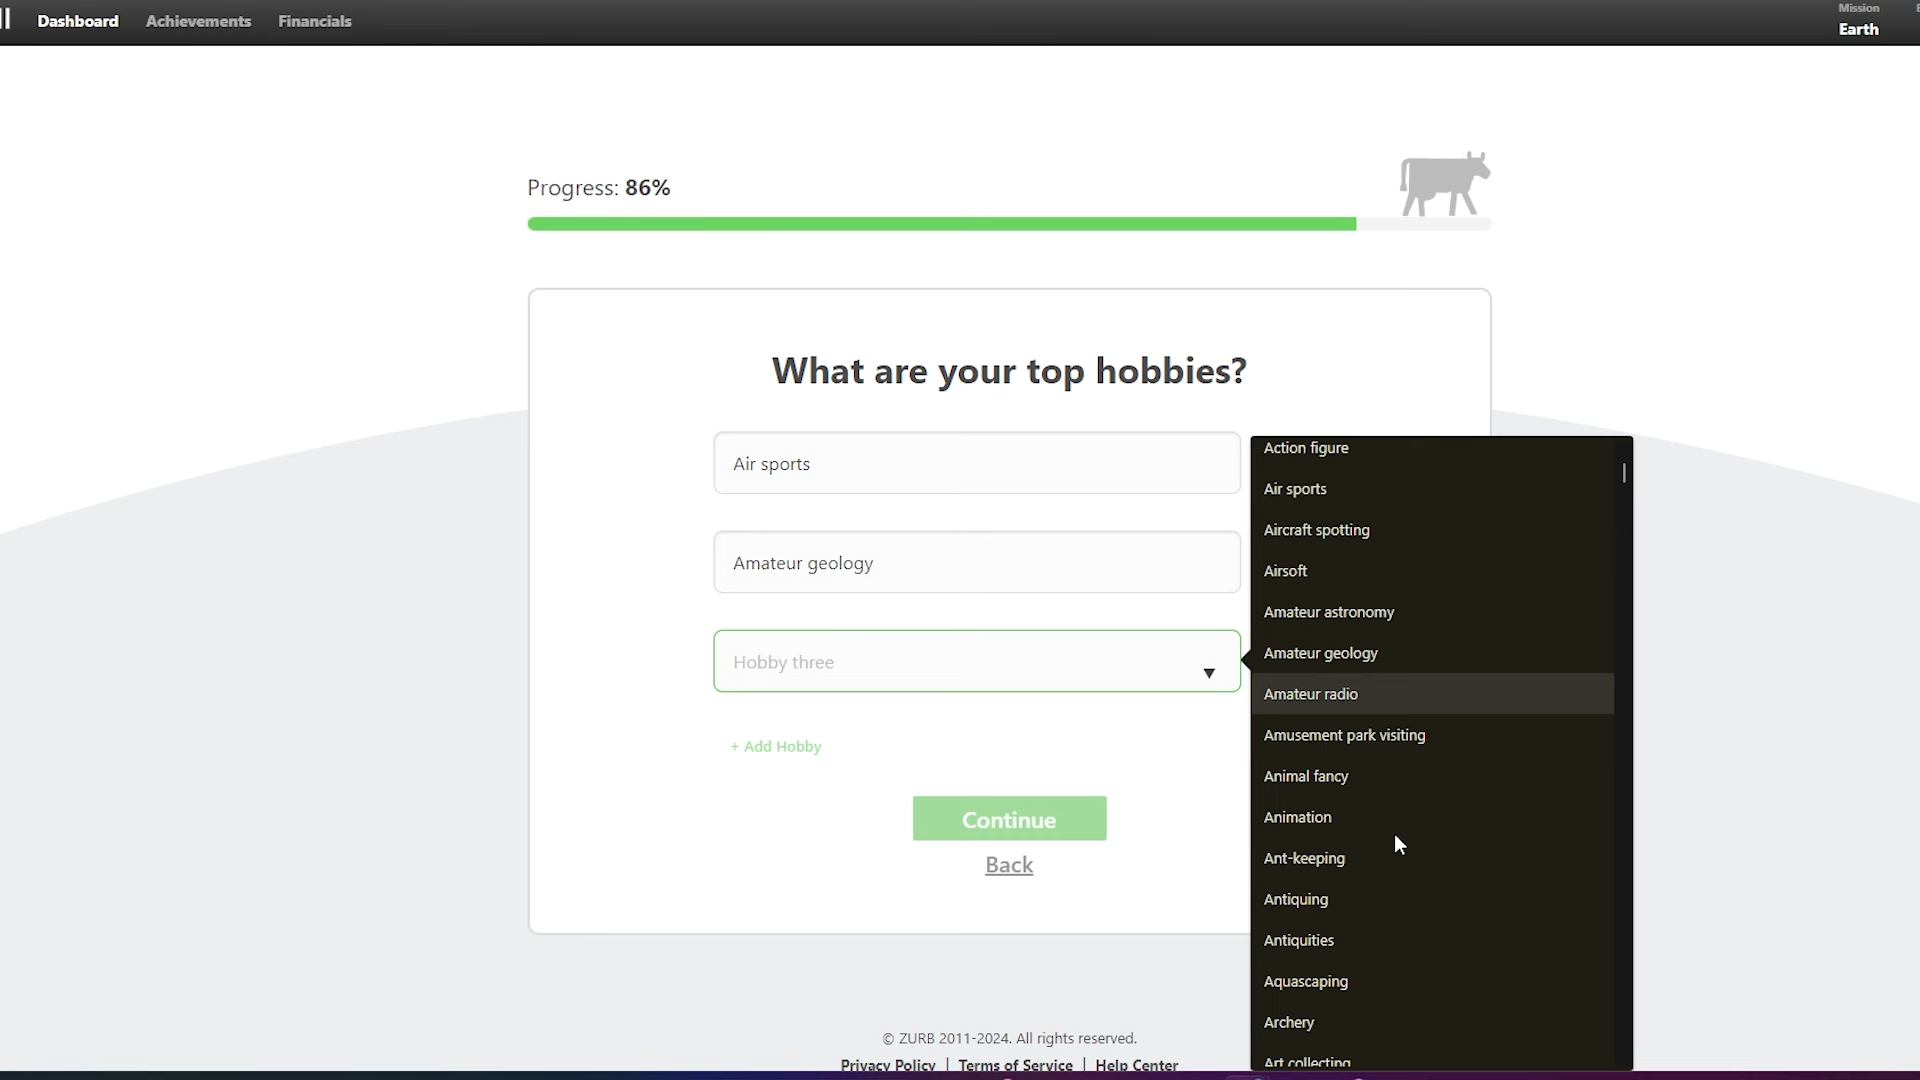 Dashboard Achievements Financials
Mission
Earth
Progress: 86%
What are your top hobbies?
Air sports
Amateur geology
Hobby three
+ Add Hobby
Continue
Back
Action figure
Air sports
Aircraft spotting
Airsoft
Amateur astronomy
Amateur geology
Amateur radio
Amusement park visiting
Animal fancy
Animation
Ant-keeping
Antiquing
Antiquities
Aquascaping
Archery
Art collecting
© ZURB 2011-2024. All rights reserved.
Privacy Policy | Terms of Service | Help Center